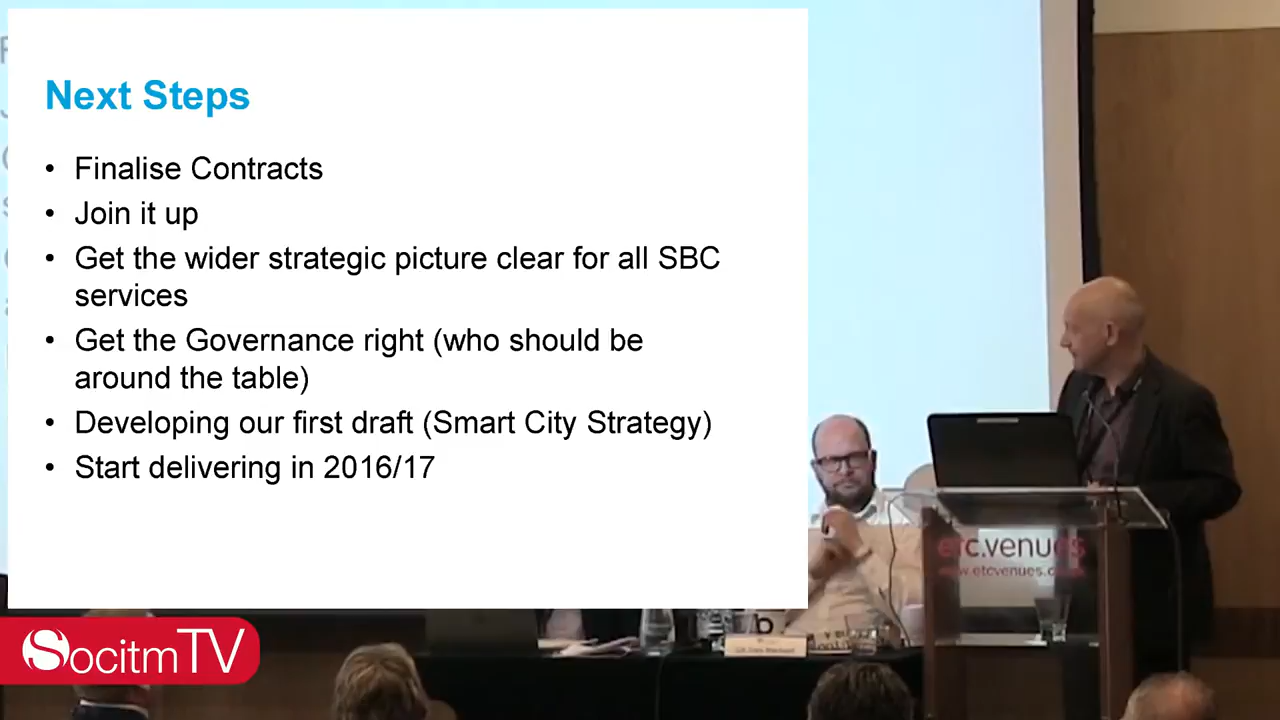 Next Steps
• Finalise Contracts
• Join it up
• Get the wider strategic picture clear for all SBC
services
• Get the Governance right (who should be
around the table)
• Developing our first draft (Smart City Strategy)
• Start delivering in 2016/17
etc.venues
SocitmTV